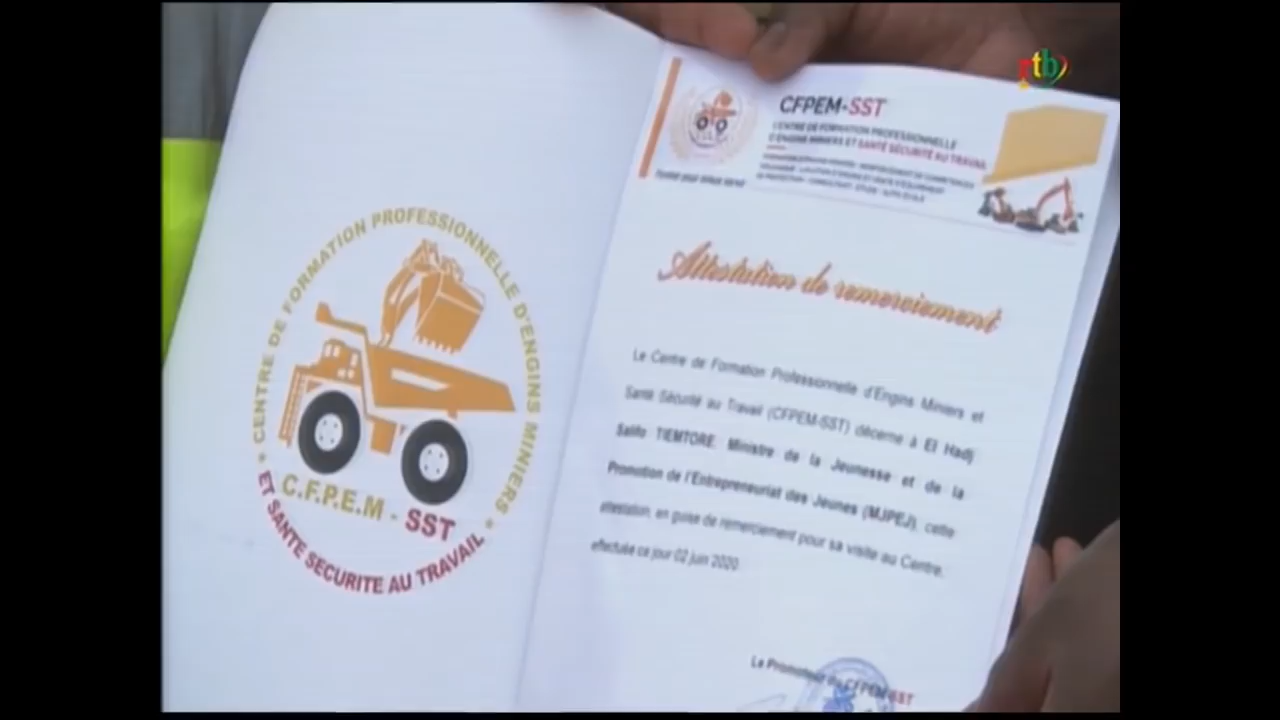 CENTRE DE FORMATION PROFESSIONNELLE D'ENGINS MINIERS
C.F.P.E.M - SST
ET SANTE SECURITE AU TRAVAIL
rtb
CFPEM-SST
CENTRE DE FORMATION PROFESSIONNELLE
D'ENGINS MINIERS ET SANTÉ SÉCURITÉ AU TRAVAIL
Attestation de remerciement
Le Centre de Formation Professionnelle d'Engins Miniers et
Santé Sécurité au Travail (CFPEM-SST) décerne à El Hadj
Salifo TIEMTORE, Ministre de la Jeunesse et de la
Promotion de l'Entrepreneuriat des Jeunes (MJPEJ), cette
attestation, en guise de remerciement pour sa visite au Centre,
effectuée ce jour 02 juin 2020
Le Promoteur du CFPEM-SST